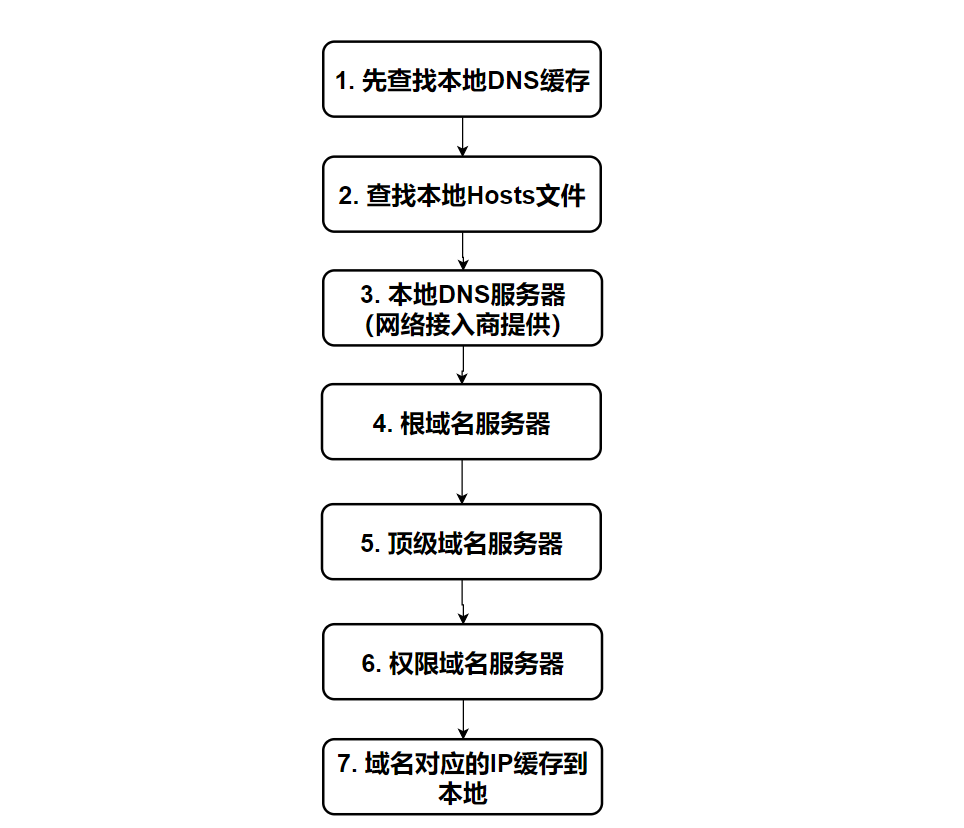 1. 先查找本地DNS缓存
2. 查找本地Hosts文件
3. 本地DNS服务器
（网络接入商提供）
4. 根域名服务器
5. 顶级域名服务器
6. 权限域名服务器
7. 域名对应的IP缓存到
本地